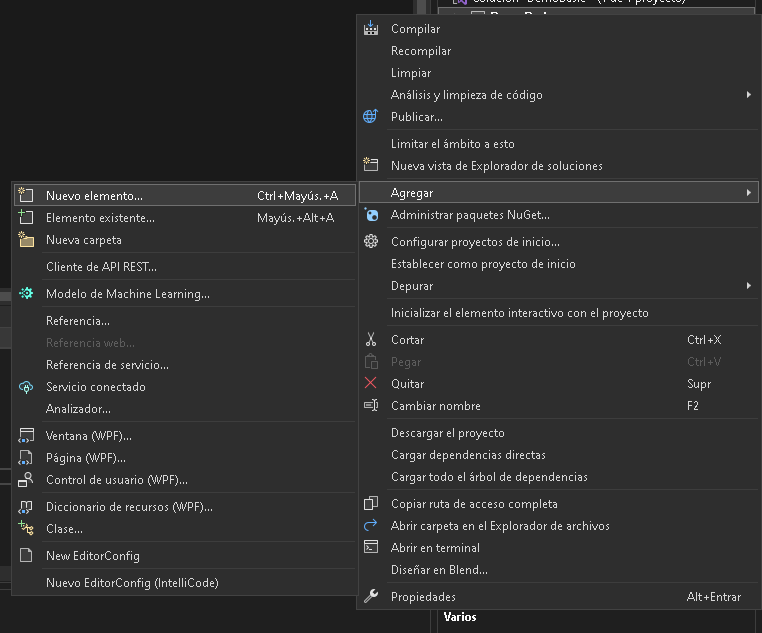 Compilar
Recompilar
Limpiar
Análisis y limpieza de código
Publicar...
Limitar el ámbito a esto
Nueva vista de Explorador de soluciones
Agregar
Administrar paquetes NuGet...
Configurar proyectos de inicio...
Establecer como proyecto de inicio
Depurar
Inicializar el elemento interactivo con el proyecto
Cortar Ctrl+X
Pegar Ctrl+V
Quitar Supr
Cambiar nombre F2
Descargar el proyecto
Cargar dependencias directas
Cargar todo el árbol de dependencias
Copiar ruta de acceso completa
Abrir carpeta en el Explorador de archivos
Abrir en terminal
Diseñar en Blend...
Propiedades Alt+Entrar
Nuevo elemento... Ctrl+Mayús.+A
Elemento existente... Mayús.+Alt+A
Nueva carpeta
Cliente de API REST...
Modelo de Machine Learning...
Referencia...
Referencia web...
Referencia de servicio...
Servicio conectado
Analizador...
Ventana (WPF)...
Página (WPF)...
Control de usuario (WPF)...
Diccionario de recursos (WPF)...
Clase...
New EditorConfig
Nuevo EditorConfig (IntelliCode)
Varios